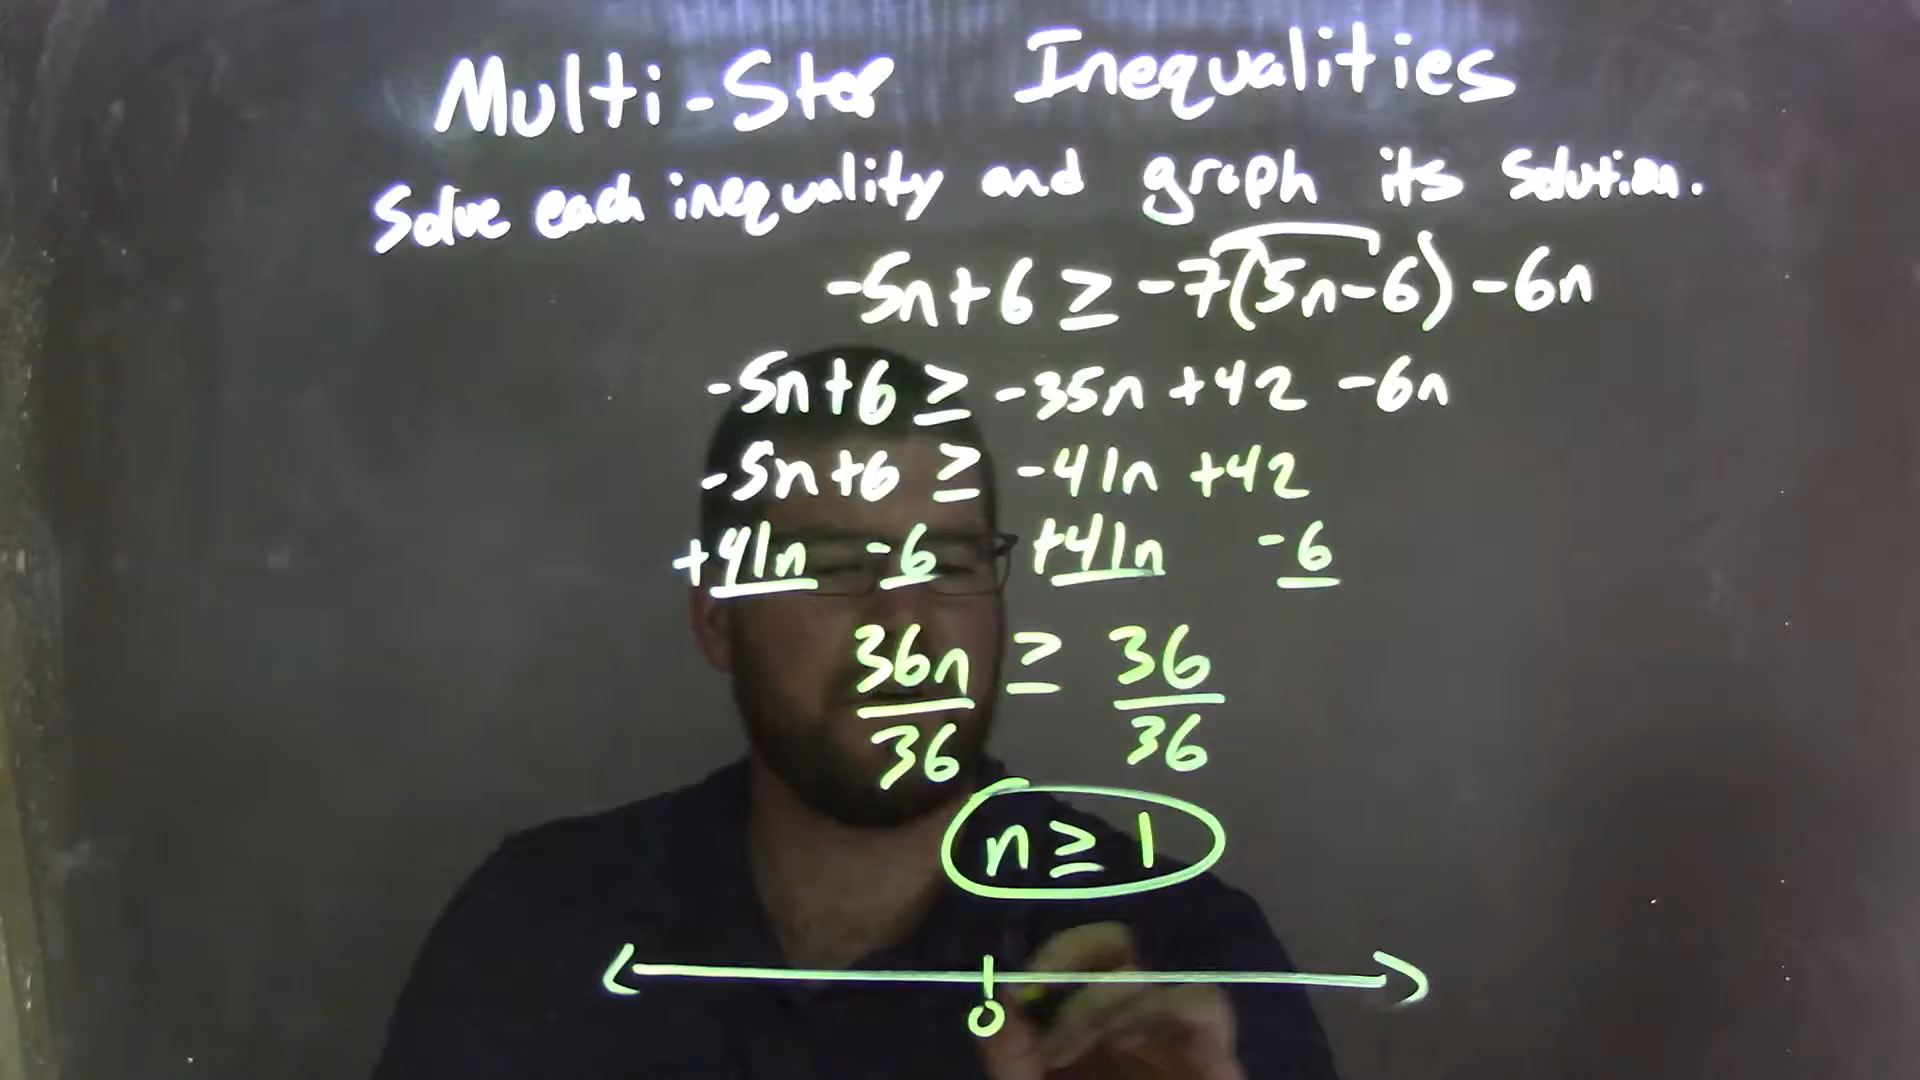 Multi-Step Inequalities
Solve each inequality and graph its solution.
-5n+6 ≥ -7(5n-6) -6n
-5n+6 ≥ -35n +42 -6n
-5n+6 ≥ -41n +42
+41n -6 +41n -6
36n ≥ 36
36 36
n ≥ 1
0